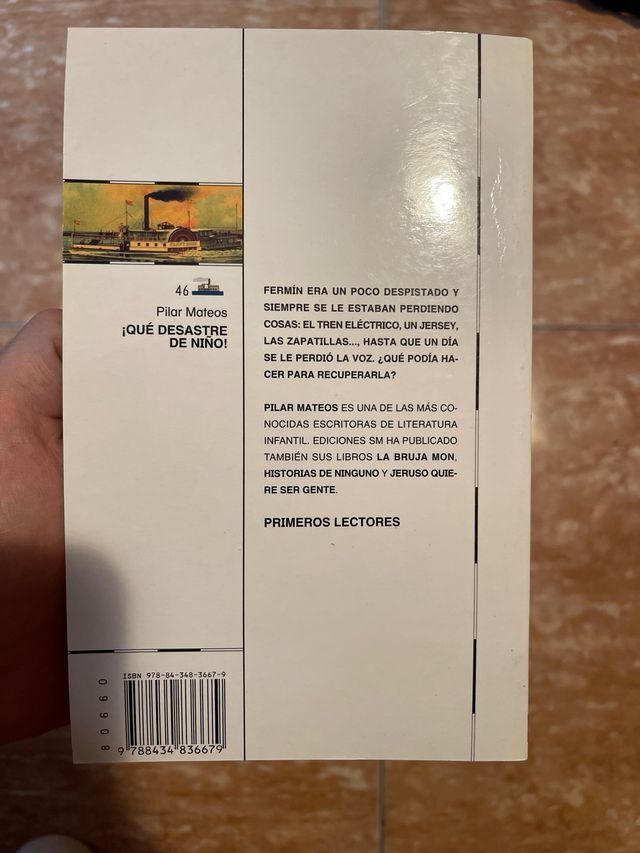 46
Pilar Mateos
¡QUÉ DESASTRE
DE NIÑO!
FERMÍN ERA UN POCO DESPISTADO Y
SIEMPRE SE LE ESTABAN PERDIENDO
COSAS: EL TREN ELÉCTRICO, UN JERSEY,
LAS ZAPATILLAS..., HASTA QUE UN DÍA
SE LE PERDIÓ LA VOZ. ¿QUÉ PODÍA HA-
CER PARA RECUPERARLA?
PILAR MATEOS ES UNA DE LAS MÁS CO-
NOCIDAS ESCRITORAS DE LITERATURA
INFANTIL. EDICIONES SM HA PUBLICADO
TAMBIÉN SUS LIBROS LA BRUJA MON,
HISTORIAS DE NINGUNO Y JERUSO QUIE-
RE SER GENTE.
PRIMEROS LECTORES
ISBN 978-84-348-3667-9
9 788434 836679
80660